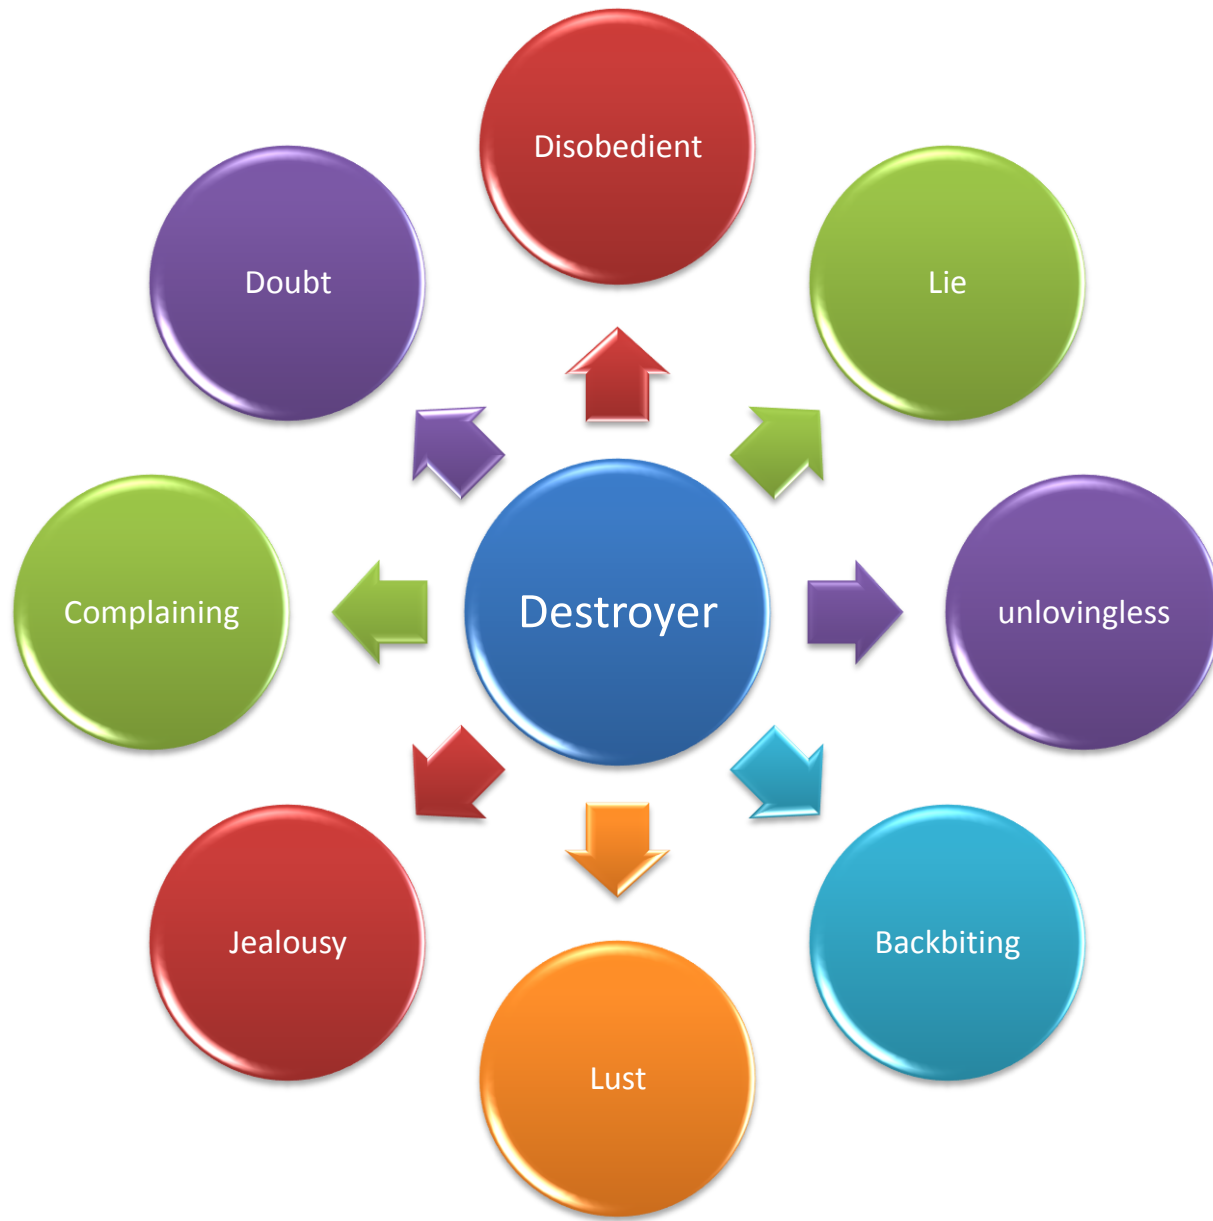 Disobedient
Doubt
Lie
Complaining
Destroyer
unlovingless
Jealousy
Backbiting
Lust